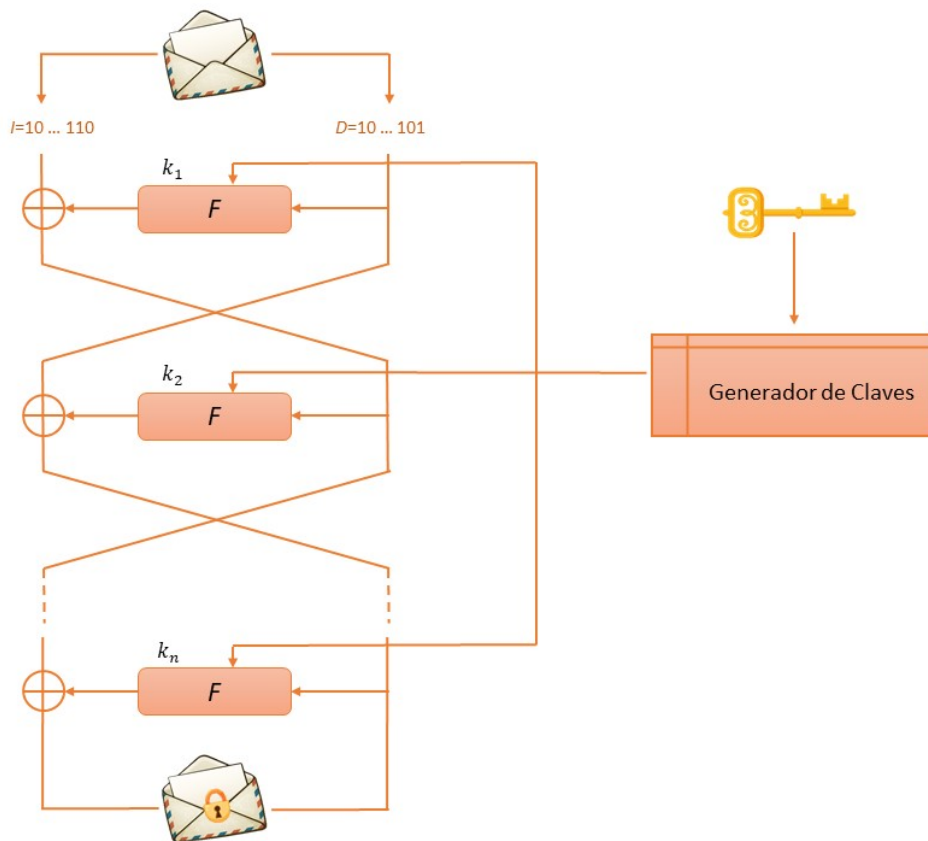 I=10 ... 110
D=10 ... 101
k₁
F
k₂
F
Generador de Claves
kₙ
F